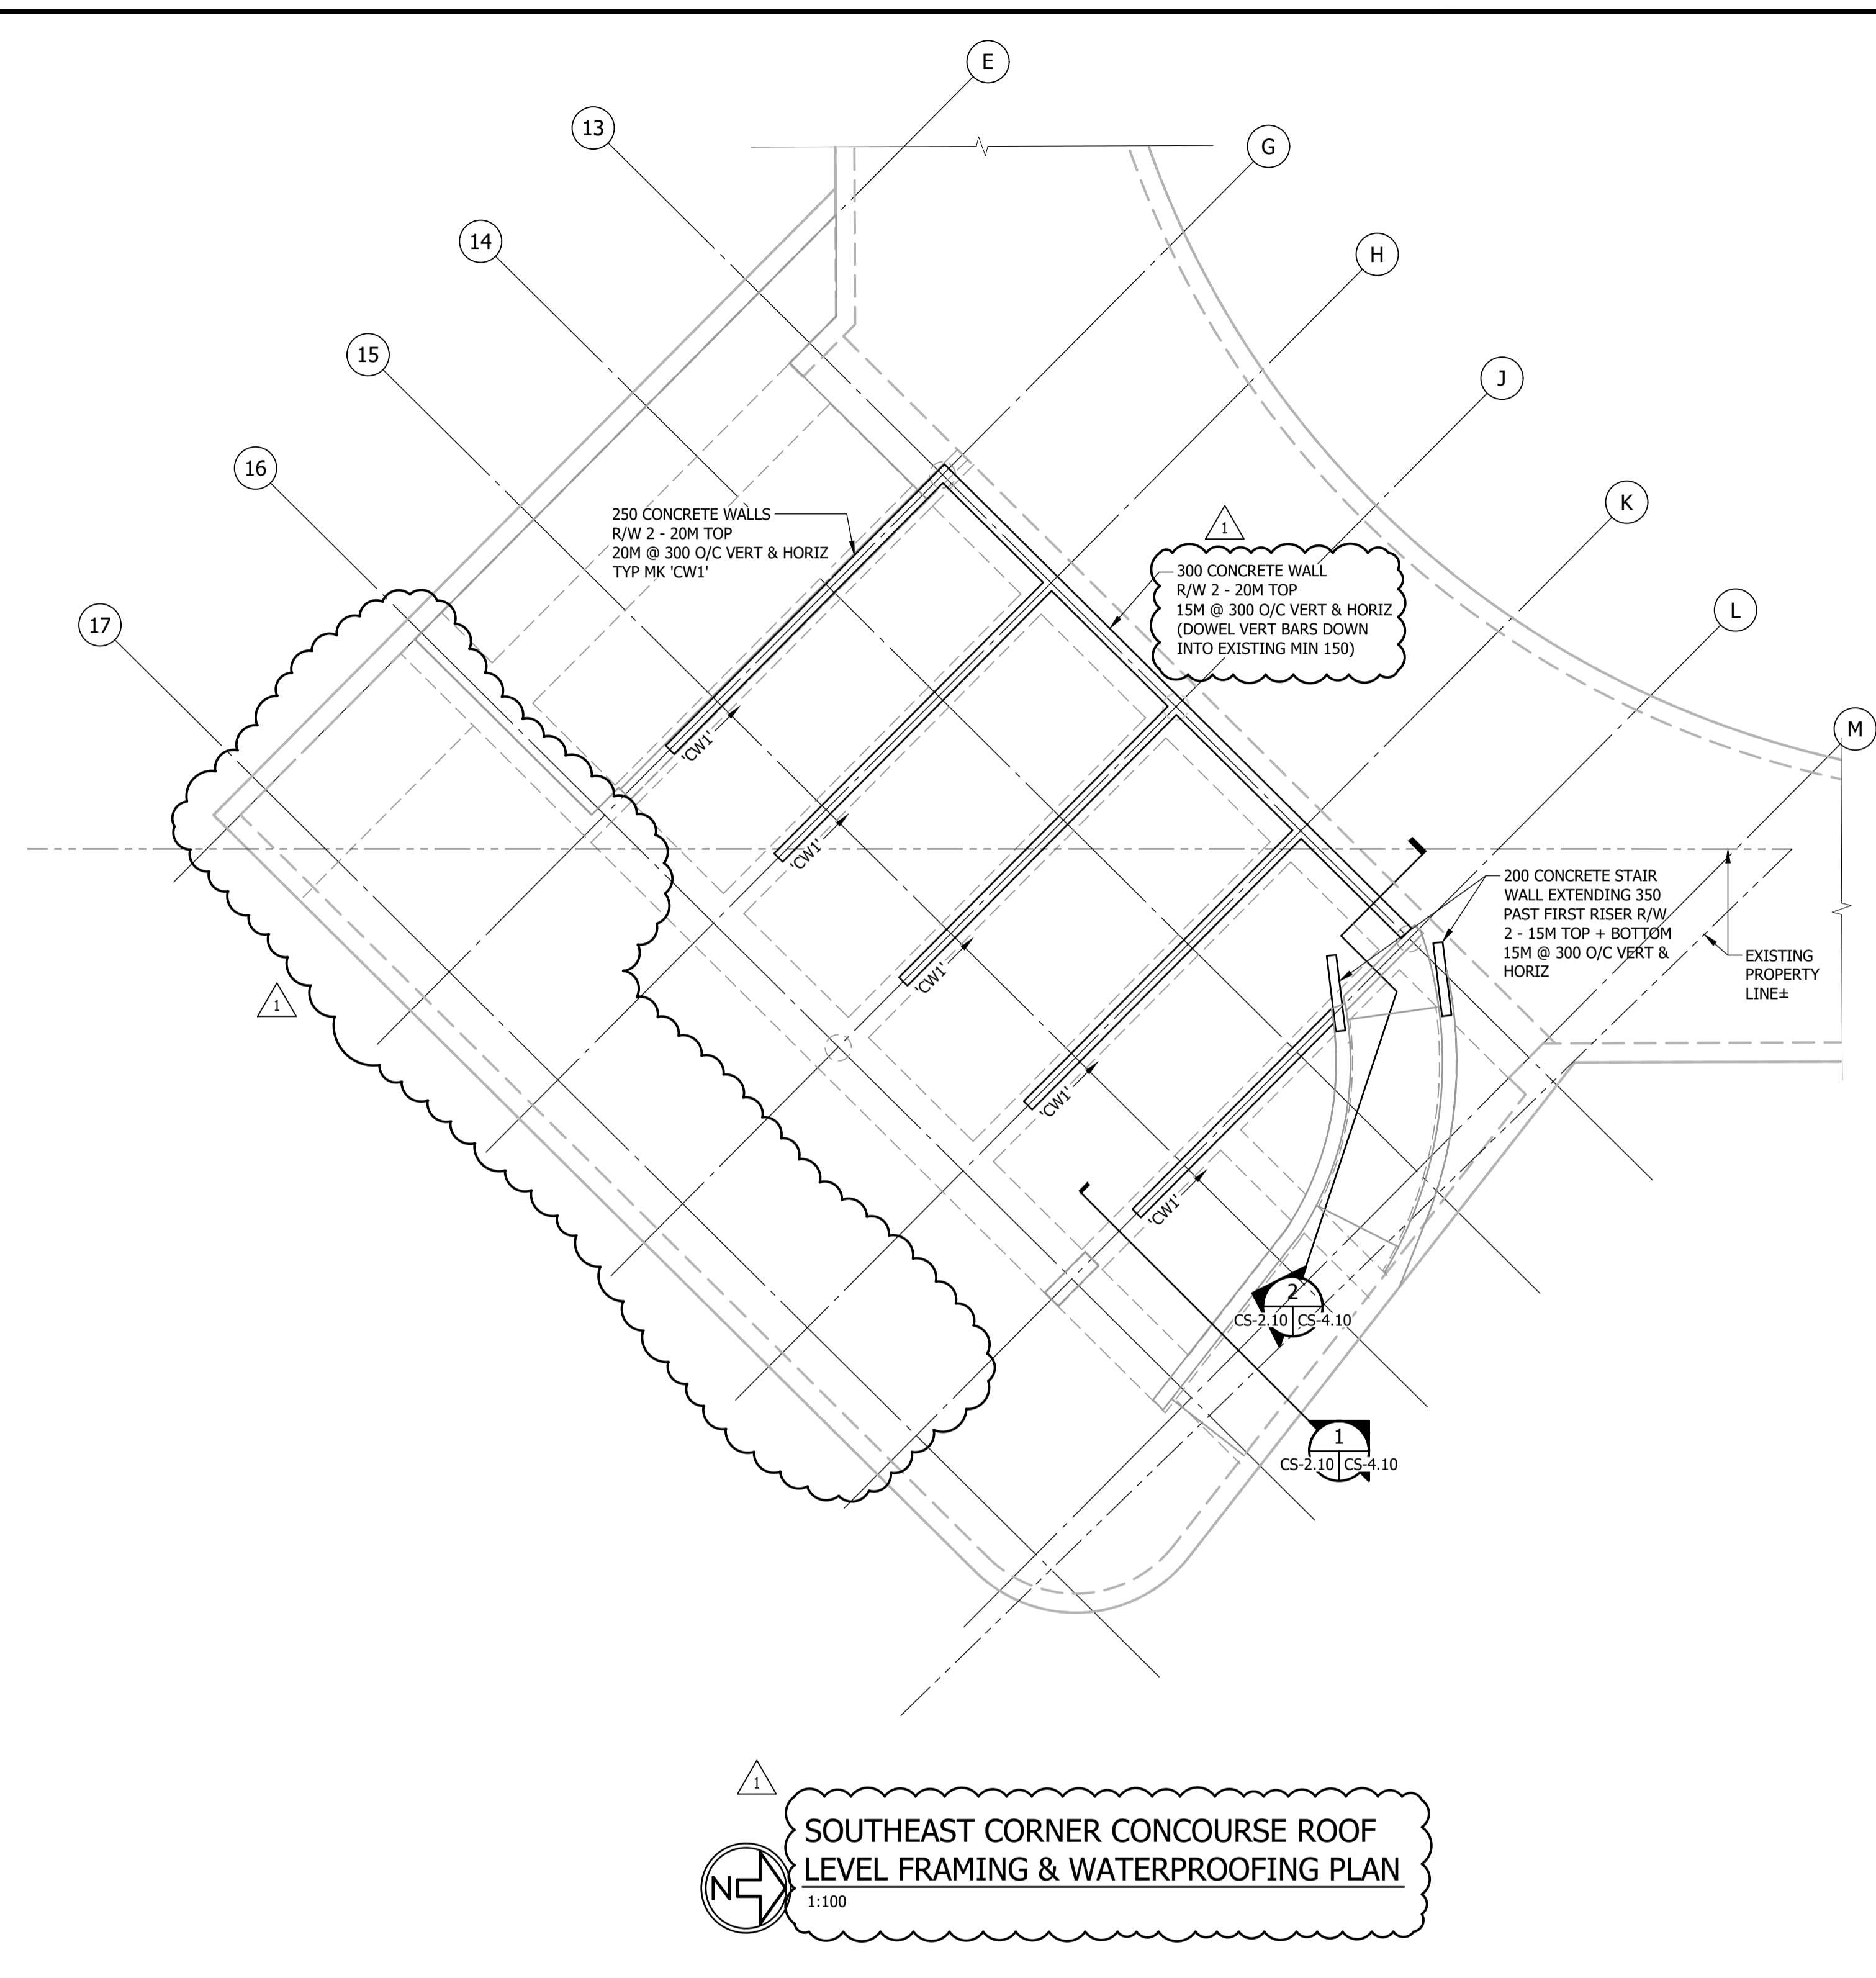 E
13
G
14
H
15
J
16
K
17
L
M
250 CONCRETE WALLS
R/W 2 - 20M TOP
20M @ 300 O/C VERT & HORIZ
TYP MK 'CW1'
1
300 CONCRETE WALL
R/W 2 - 20M TOP
15M @ 300 O/C VERT & HORIZ
(DOWEL VERT BARS DOWN
INTO EXISTING MIN 150)
'CW1'
'CW1'
'CW1'
'CW1'
'CW1'
200 CONCRETE STAIR
WALL EXTENDING 350
PAST FIRST RISER R/W
2 - 15M TOP + BOTTOM
15M @ 300 O/C VERT &
HORIZ
EXISTING
PROPERTY
LINE±
1
2
CS-2.10 CS-4.10
1
CS-2.10 CS-4.10
1
SOUTHEAST CORNER CONCOURSE ROOF
LEVEL FRAMING & WATERPROOFING PLAN
1:100
N